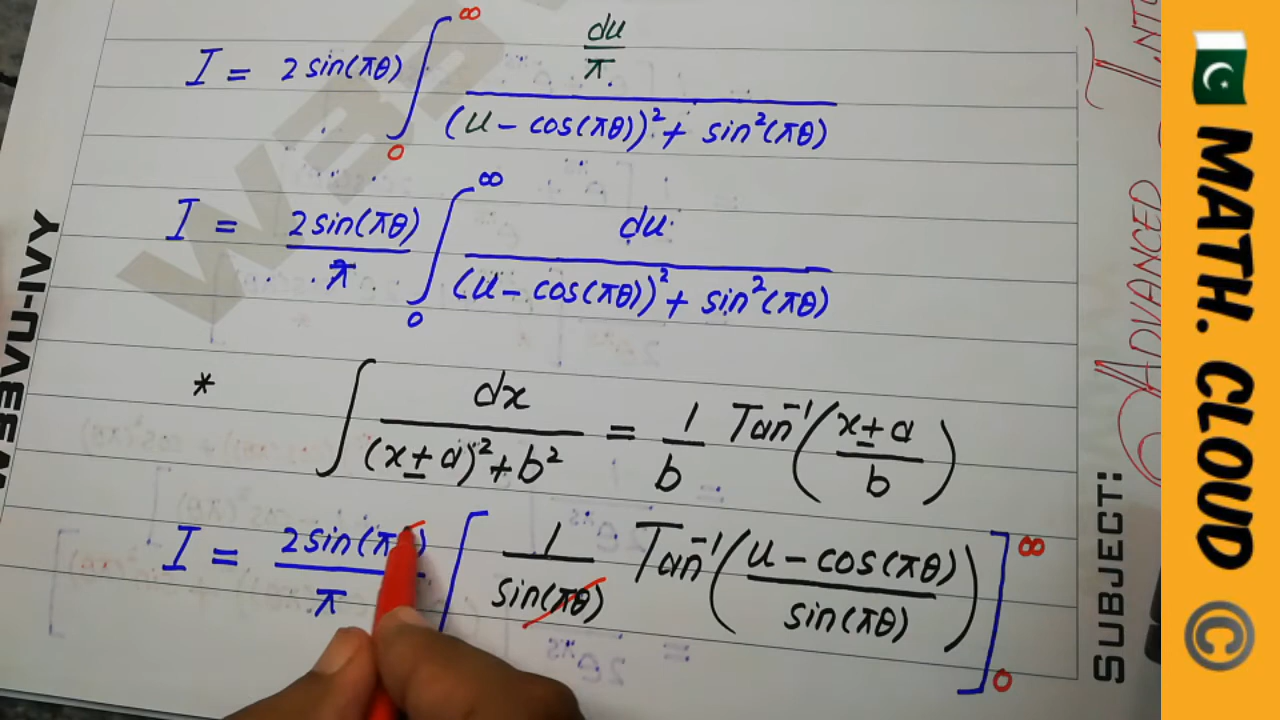 I = 2 sin(πθ) ∫₀^∞ (du/π) / ((u − cos(πθ))² + sin²(πθ))
I = 2 sin(πθ)/π ∫₀^∞ du / ((u − cos(πθ))² + sin²(πθ))
* ∫ dx / ((x ± a)² + b²) = 1/b Tan⁻¹((x ± a)/b)
I = 2 sin(πθ)/π [1/sin(πθ) Tan⁻¹((u − cos(πθ))/sin(πθ))]₀^∞
W33VU-IVY
SUBJECT:
ADVANCED
MATH. CLOUD ©